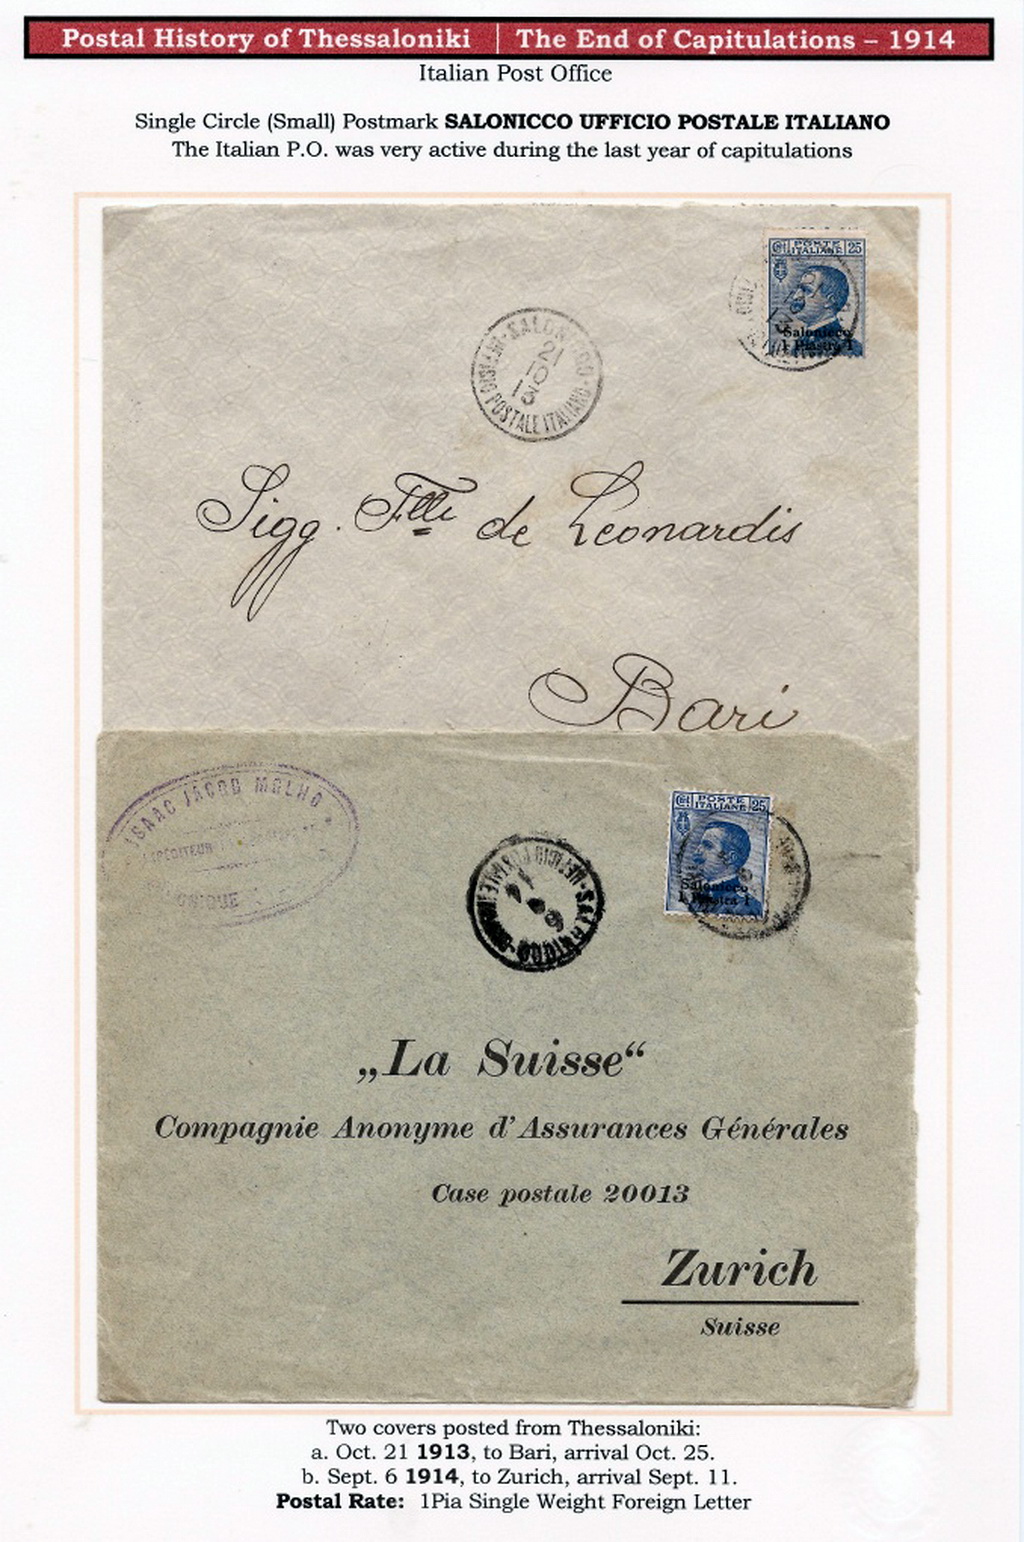 Postal History of Thessaloniki | The End of Capitulations – 1914
Italian Post Office
Single Circle (Small) Postmark SALONICCO UFFICIO POSTALE ITALIANO
The Italian P.O. was very active during the last year of capitulations
25
POSTE
ITALIANE
Salonicco
1 Piastra 1
SALON
POSTALE ITALIANO
21
10
13
Sigg. Flli de Leonardis
Bari
ISAAC JACOB MOLHO
25
POSTE
ITALIANE
Salonicco
1 Piastra 1
„La Suisse“
Compagnie Anonyme d'Assurances Générales
Case postale 20013
Zurich
Suisse
Two covers posted from Thessaloniki:
a. Oct. 21 1913, to Bari, arrival Oct. 25.
b. Sept. 6 1914, to Zurich, arrival Sept. 11.
Postal Rate: 1Pia Single Weight Foreign Letter